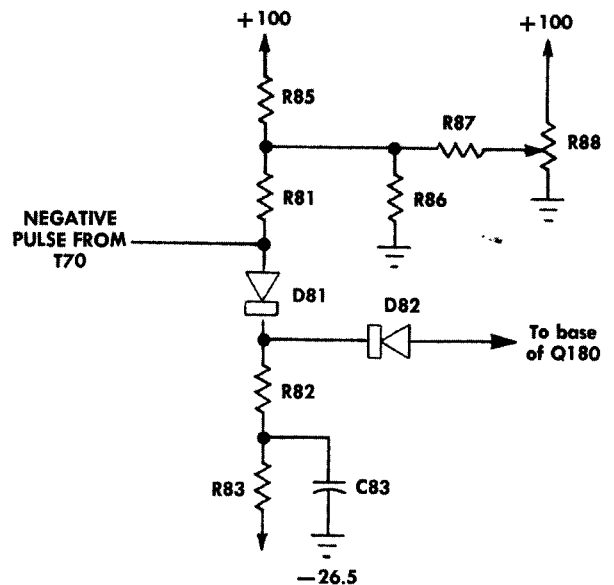 +100
+100
R85
R87
R88
R81
R86
NEGATIVE
PULSE FROM
T70
D81
D82
To base
of Q180
R82
R83
C83
—26.5